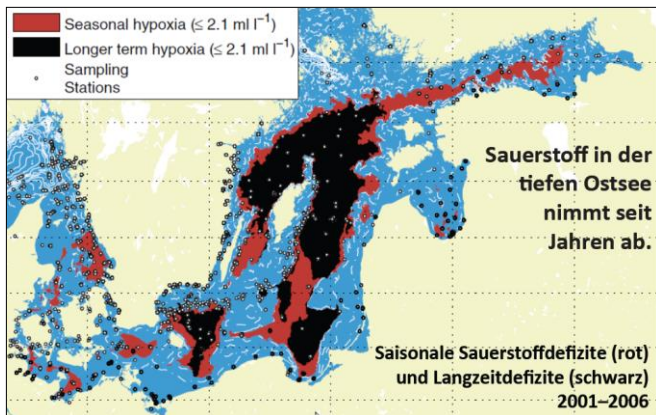 Seasonal hypoxia (≤ 2.1 ml l⁻¹)
Longer term hypoxia (≤ 2.1 ml l⁻¹)
Sampling
Stations
Sauerstoff in der
tiefen Ostsee
nimmt seit
Jahren ab.
Saisonale Sauerstoffdefizite (rot)
und Langzeitdefizite (schwarz)
2001–2006